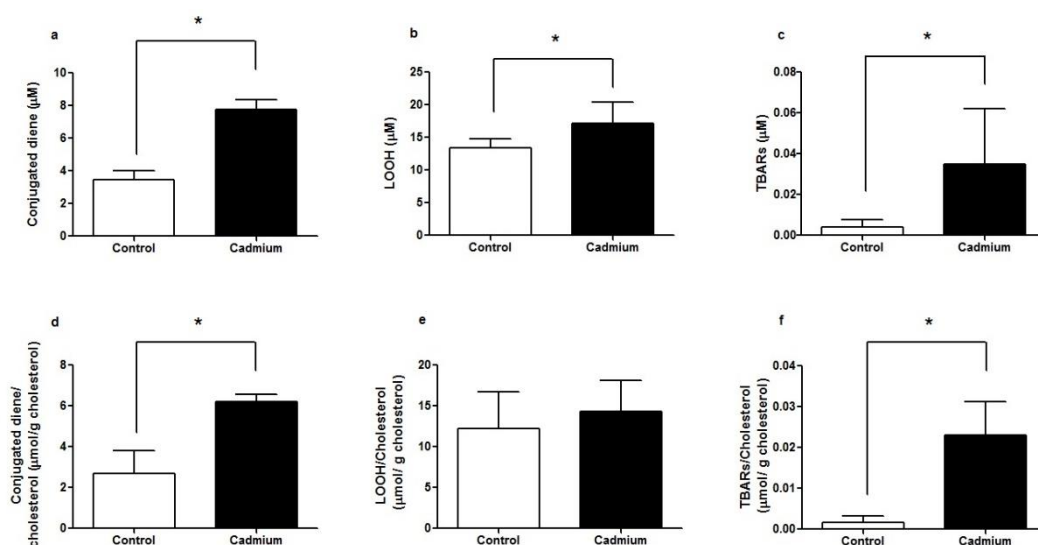 a
*
Conjugated diene (µM)
10
8
6
4
2
0
Control Cadmium
b
*
LOOH (µM)
25
20
15
10
5
0
Control Cadmium
c
*
TBARs (µM)
0.08
0.06
0.04
0.02
0.00
Control Cadmium
d
*
Conjugated diene/
cholesterol (µmol/g cholesterol)
8
6
4
2
0
Control Cadmium
e
LOOH/Cholesterol
(µmol/ g cholesterol)
20
15
10
5
0
Control Cadmium
f
*
TBARs/Cholesterol
(µmol/ g cholesterol)
0.04
0.03
0.02
0.01
0.00
Control Cadmium